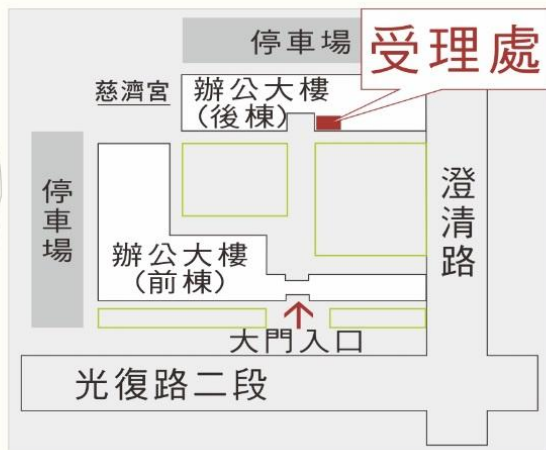 停車場
受理處
慈濟宮
辦公大樓
(後棟)
停車場
澄清路
辦公大樓
(前棟)
大門入口
光復路二段